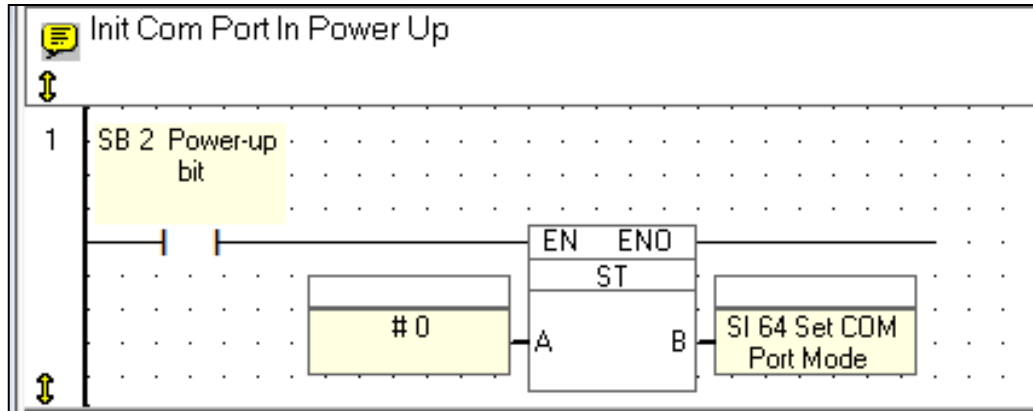 Init Com Port In Power Up
1
SB 2 Power-up
bit
EN ENO
ST
# 0
A
B
SI 64 Set COM
Port Mode